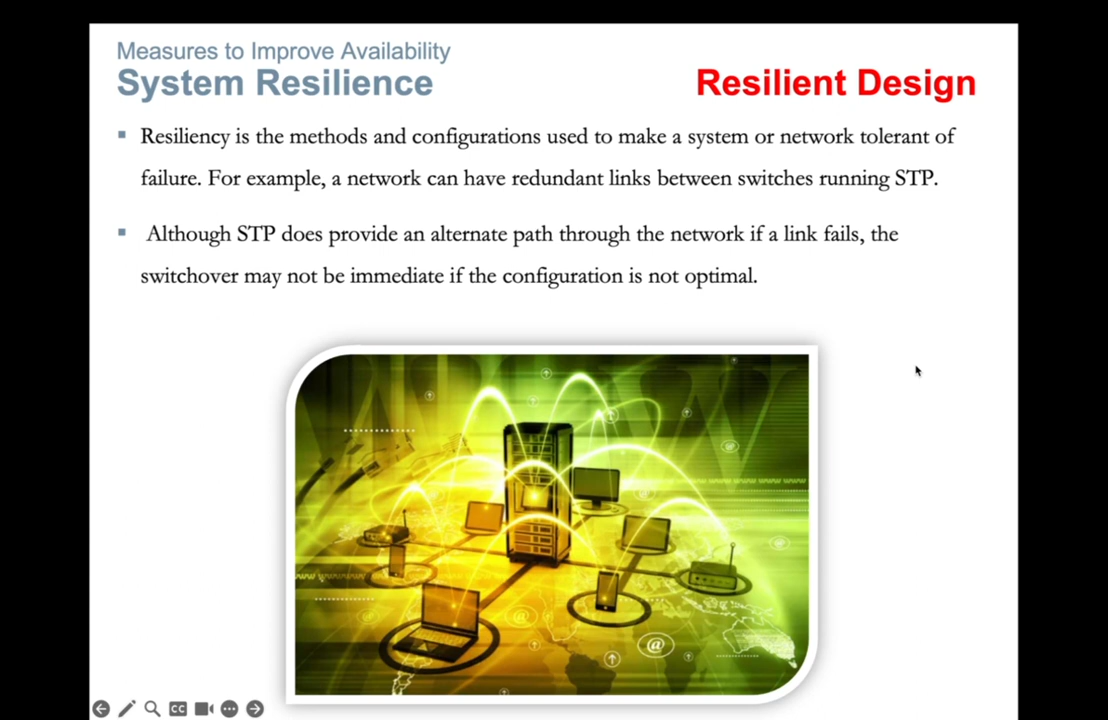 Measures to Improve Availability
System Resilience
Resilient Design
Resiliency is the methods and configurations used to make a system or network tolerant of
failure. For example, a network can have redundant links between switches running STP.
Although STP does provide an alternate path through the network if a link fails, the
switchover may not be immediate if the configuration is not optimal.
@
@
CC